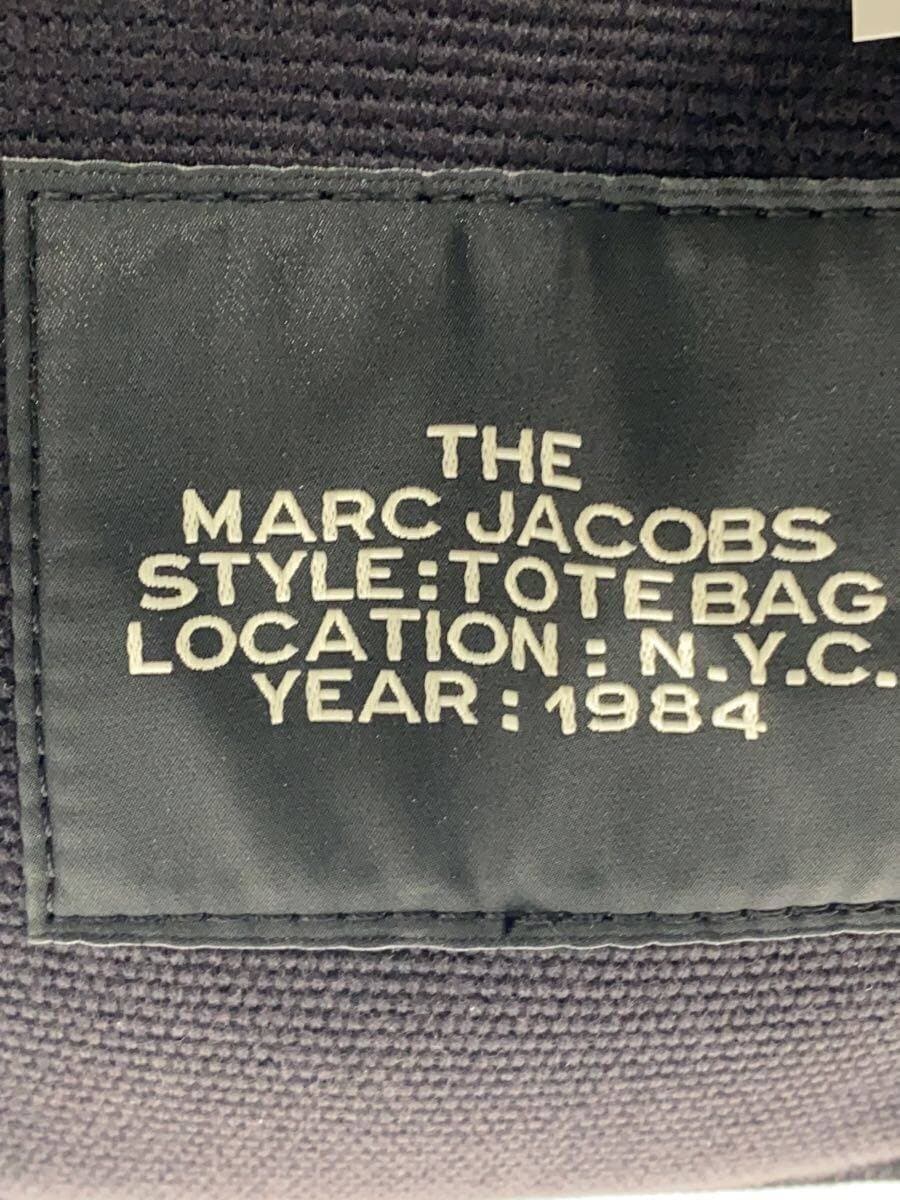 THE
MARC JACOBS
STYLE:TOTE BAG
LOCATION : N.Y.C.
YEAR : 1984